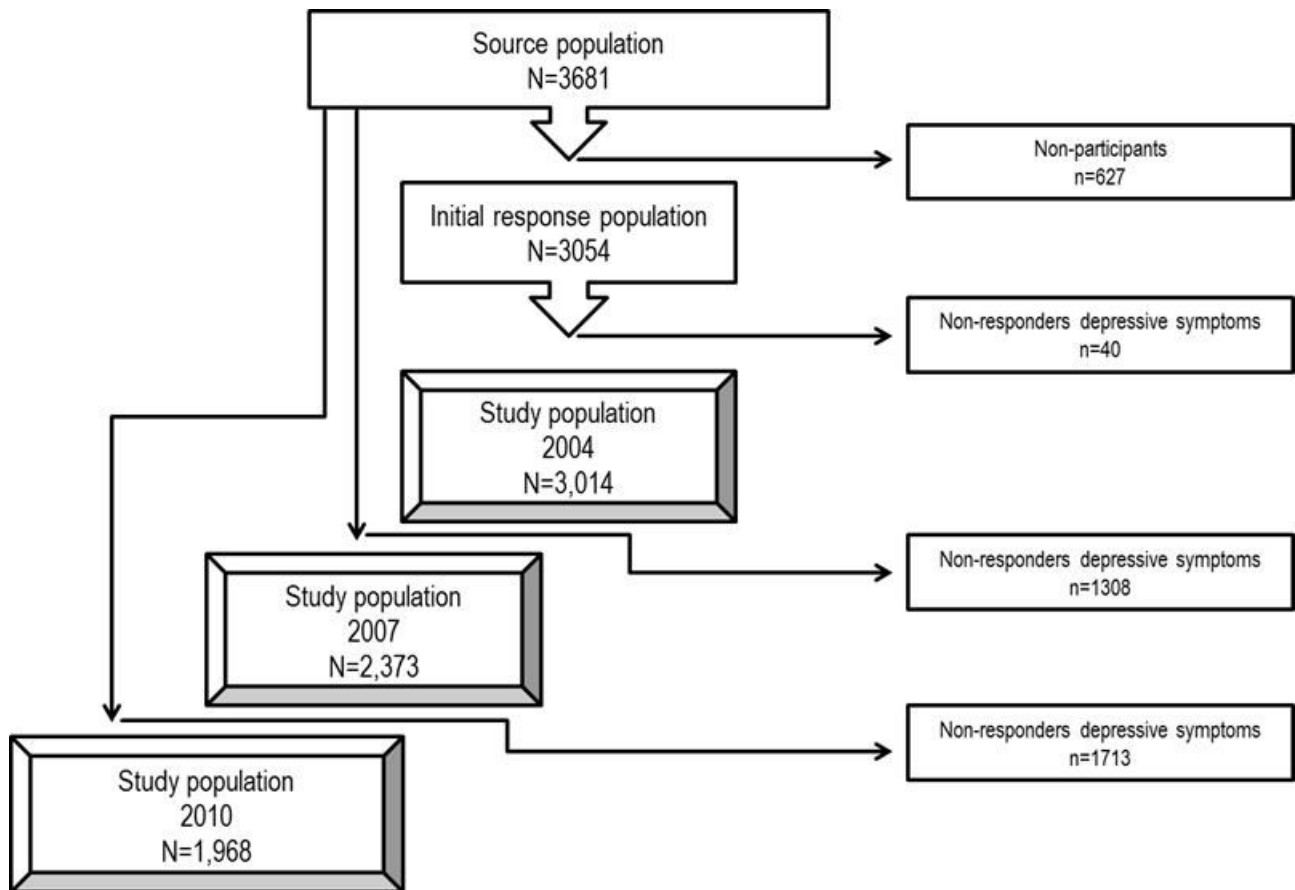 Source population
N=3681
Non-participants
n=627
Initial response population
N=3054
Non-responders depressive symptoms
n=40
Study population
2004
N=3,014
Non-responders depressive symptoms
n=1308
Study population
2007
N=2,373
Non-responders depressive symptoms
n=1713
Study population
2010
N=1,968